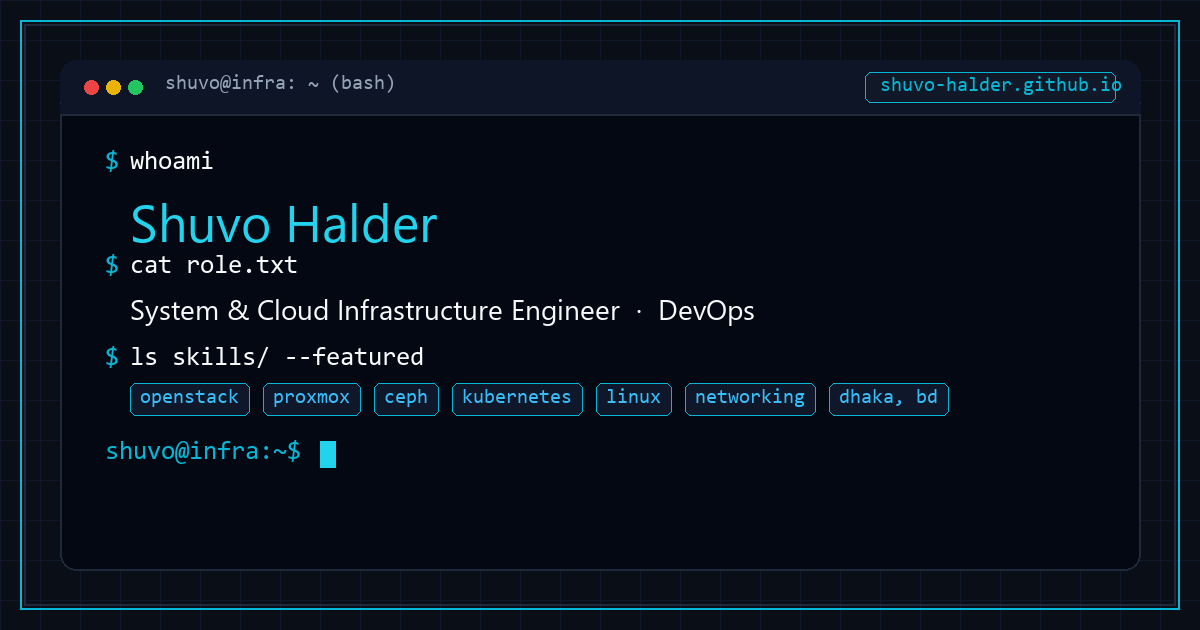 shuvo@infra: ~ (bash)
shuvo-halder.github.io
$ whoami
Shuvo Halder
$ cat role.txt
System & Cloud Infrastructure Engineer · DevOps
$ ls skills/ --featured
openstack proxmox ceph kubernetes linux networking dhaka, bd
shuvo@infra:~$